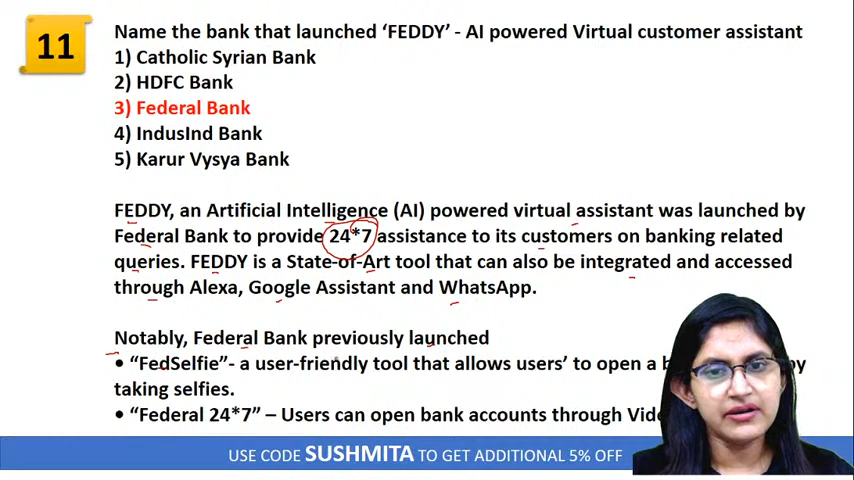 11
Name the bank that launched ‘FEDDY’ - AI powered Virtual customer assistant
1) Catholic Syrian Bank
2) HDFC Bank
3) Federal Bank
4) IndusInd Bank
5) Karur Vysya Bank
FEDDY, an Artificial Intelligence (AI) powered virtual assistant was launched by
Federal Bank to provide 24*7 assistance to its customers on banking related
queries. FEDDY is a State-of-Art tool that can also be integrated and accessed
through Alexa, Google Assistant and WhatsApp.
Notably, Federal Bank previously launched
• “FedSelfie”- a user-friendly tool that allows users’ to open a by
taking selfies.
• “Federal 24*7” – Users can open bank accounts through
USE CODE SUSHMITA TO GET ADDITIONAL 5% OFF